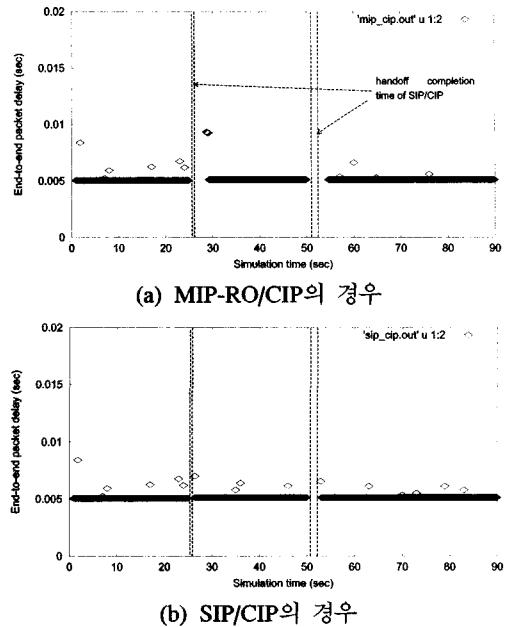 0.02
'mip_cip.out' u 1:2
handoff completion
time of SIP/CIP
0.015
0.01
0.005
0
End-to-end packet delay (sec)
0 10 20 30 40 50 60 70 80 90
Simulation time (sec)
(a) MIP-RO/CIP의 경우
0.02
'sip_cip.out' u 1:2
0.015
0.01
0.005
0
End-to-end packet delay (sec)
0 10 20 30 40 50 60 70 80 90
Simulation time (sec)
(b) SIP/CIP의 경우